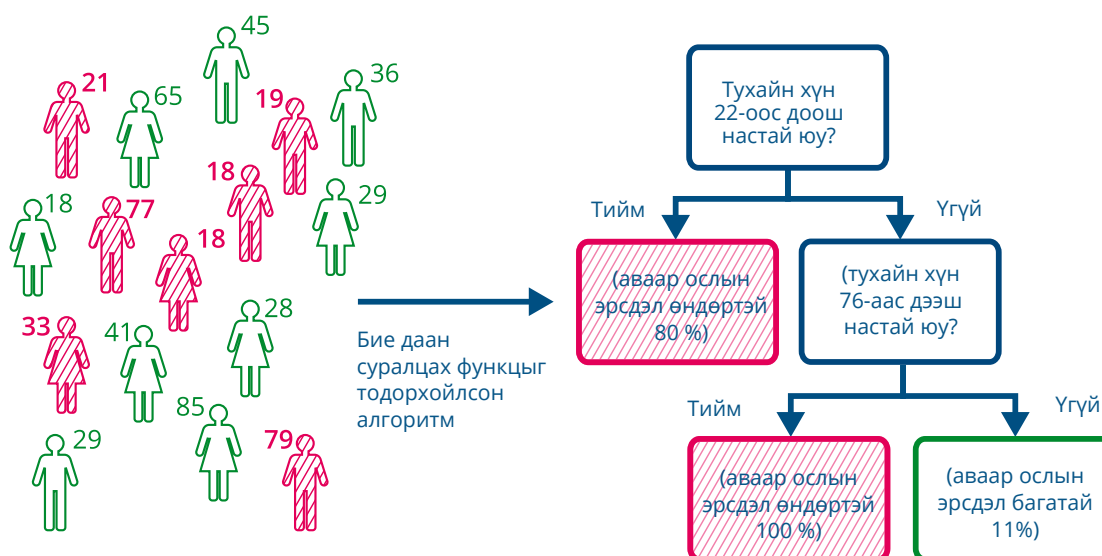 45
21
65
36
19
18
29
18
77
18
28
33
41
85
29
79
Бие даан
суралцах функцыг
тодорхойлсон
алгоритм
Тухайн хүн
22-оос доош
настай юу?
Тийм
Үгүй
(аваар ослын
эрсдэл өндөртэй
80 %)
(тухайн хүн
76-аас дээш
настай юу?
Тийм
Үгүй
(аваар ослын
эрсдэл өндөртэй
100 %)
(аваар ослын
эрсдэл багатай
11%)